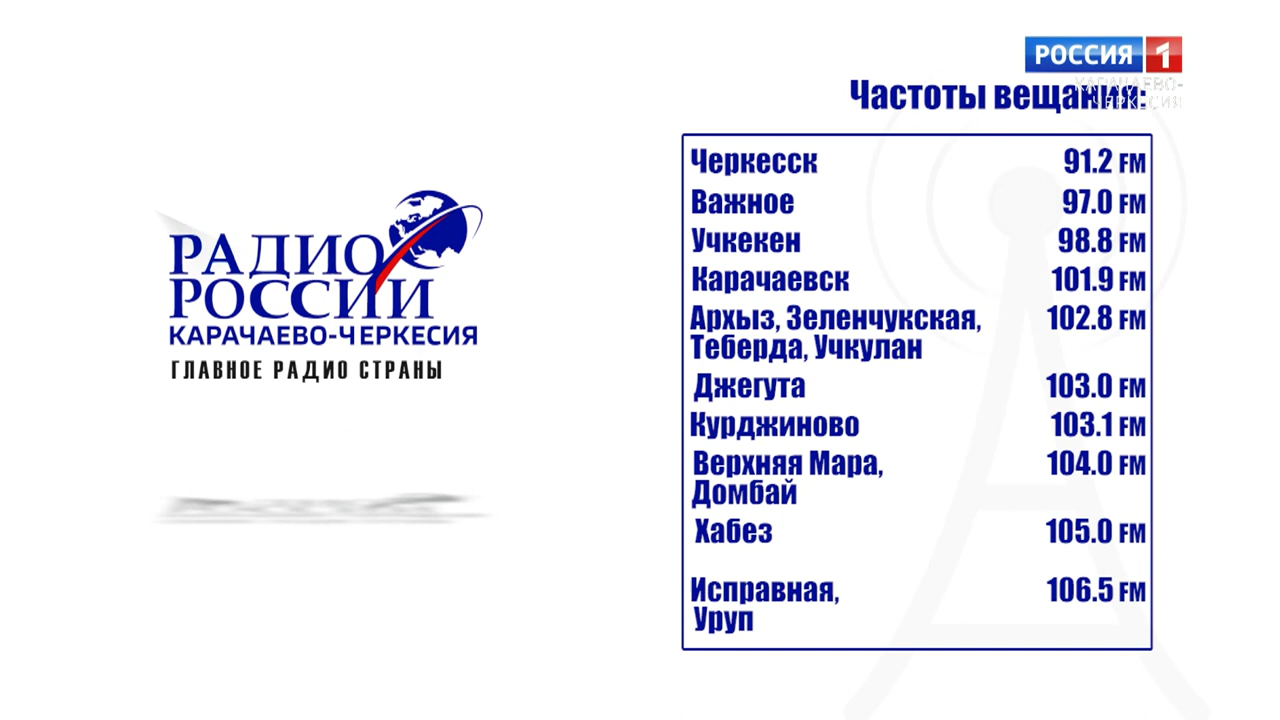 РОССИЯ 1
КАРАЧАЕВО-
ЧЕРКЕСИЯ
Частоты вещания:
РАДИО
РОССИИ
КАРАЧАЕВО-ЧЕРКЕСИЯ
ГЛАВНОЕ РАДИО СТРАНЫ
Черкесск 91.2 FM
Важное 97.0 FM
Учкекен 98.8 FM
Карачаевск 101.9 FM
Архыз, Зеленчукская, 102.8 FM
Теберда, Учкулан
Джегута 103.0 FM
Курджиново 103.1 FM
Верхняя Мара, 104.0 FM
Домбай
Хабез 105.0 FM
Исправная, 106.5 FM
Уруп